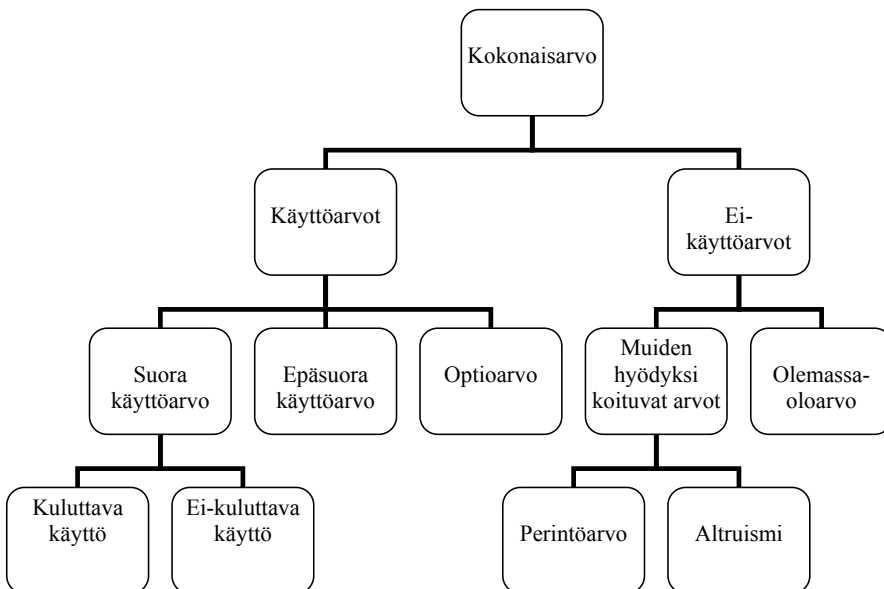 Kokonaisarvo
Käyttöarvot
Ei-
käyttöarvot
Suora
käyttöarvo
Epäsuora
käyttöarvo
Optioarvo
Muiden
hyödyksi
koituvat arvot
Olemassa-
oloarvo
Kuluttava
käyttö
Ei-kuluttava
käyttö
Perintöarvo
Altruismi